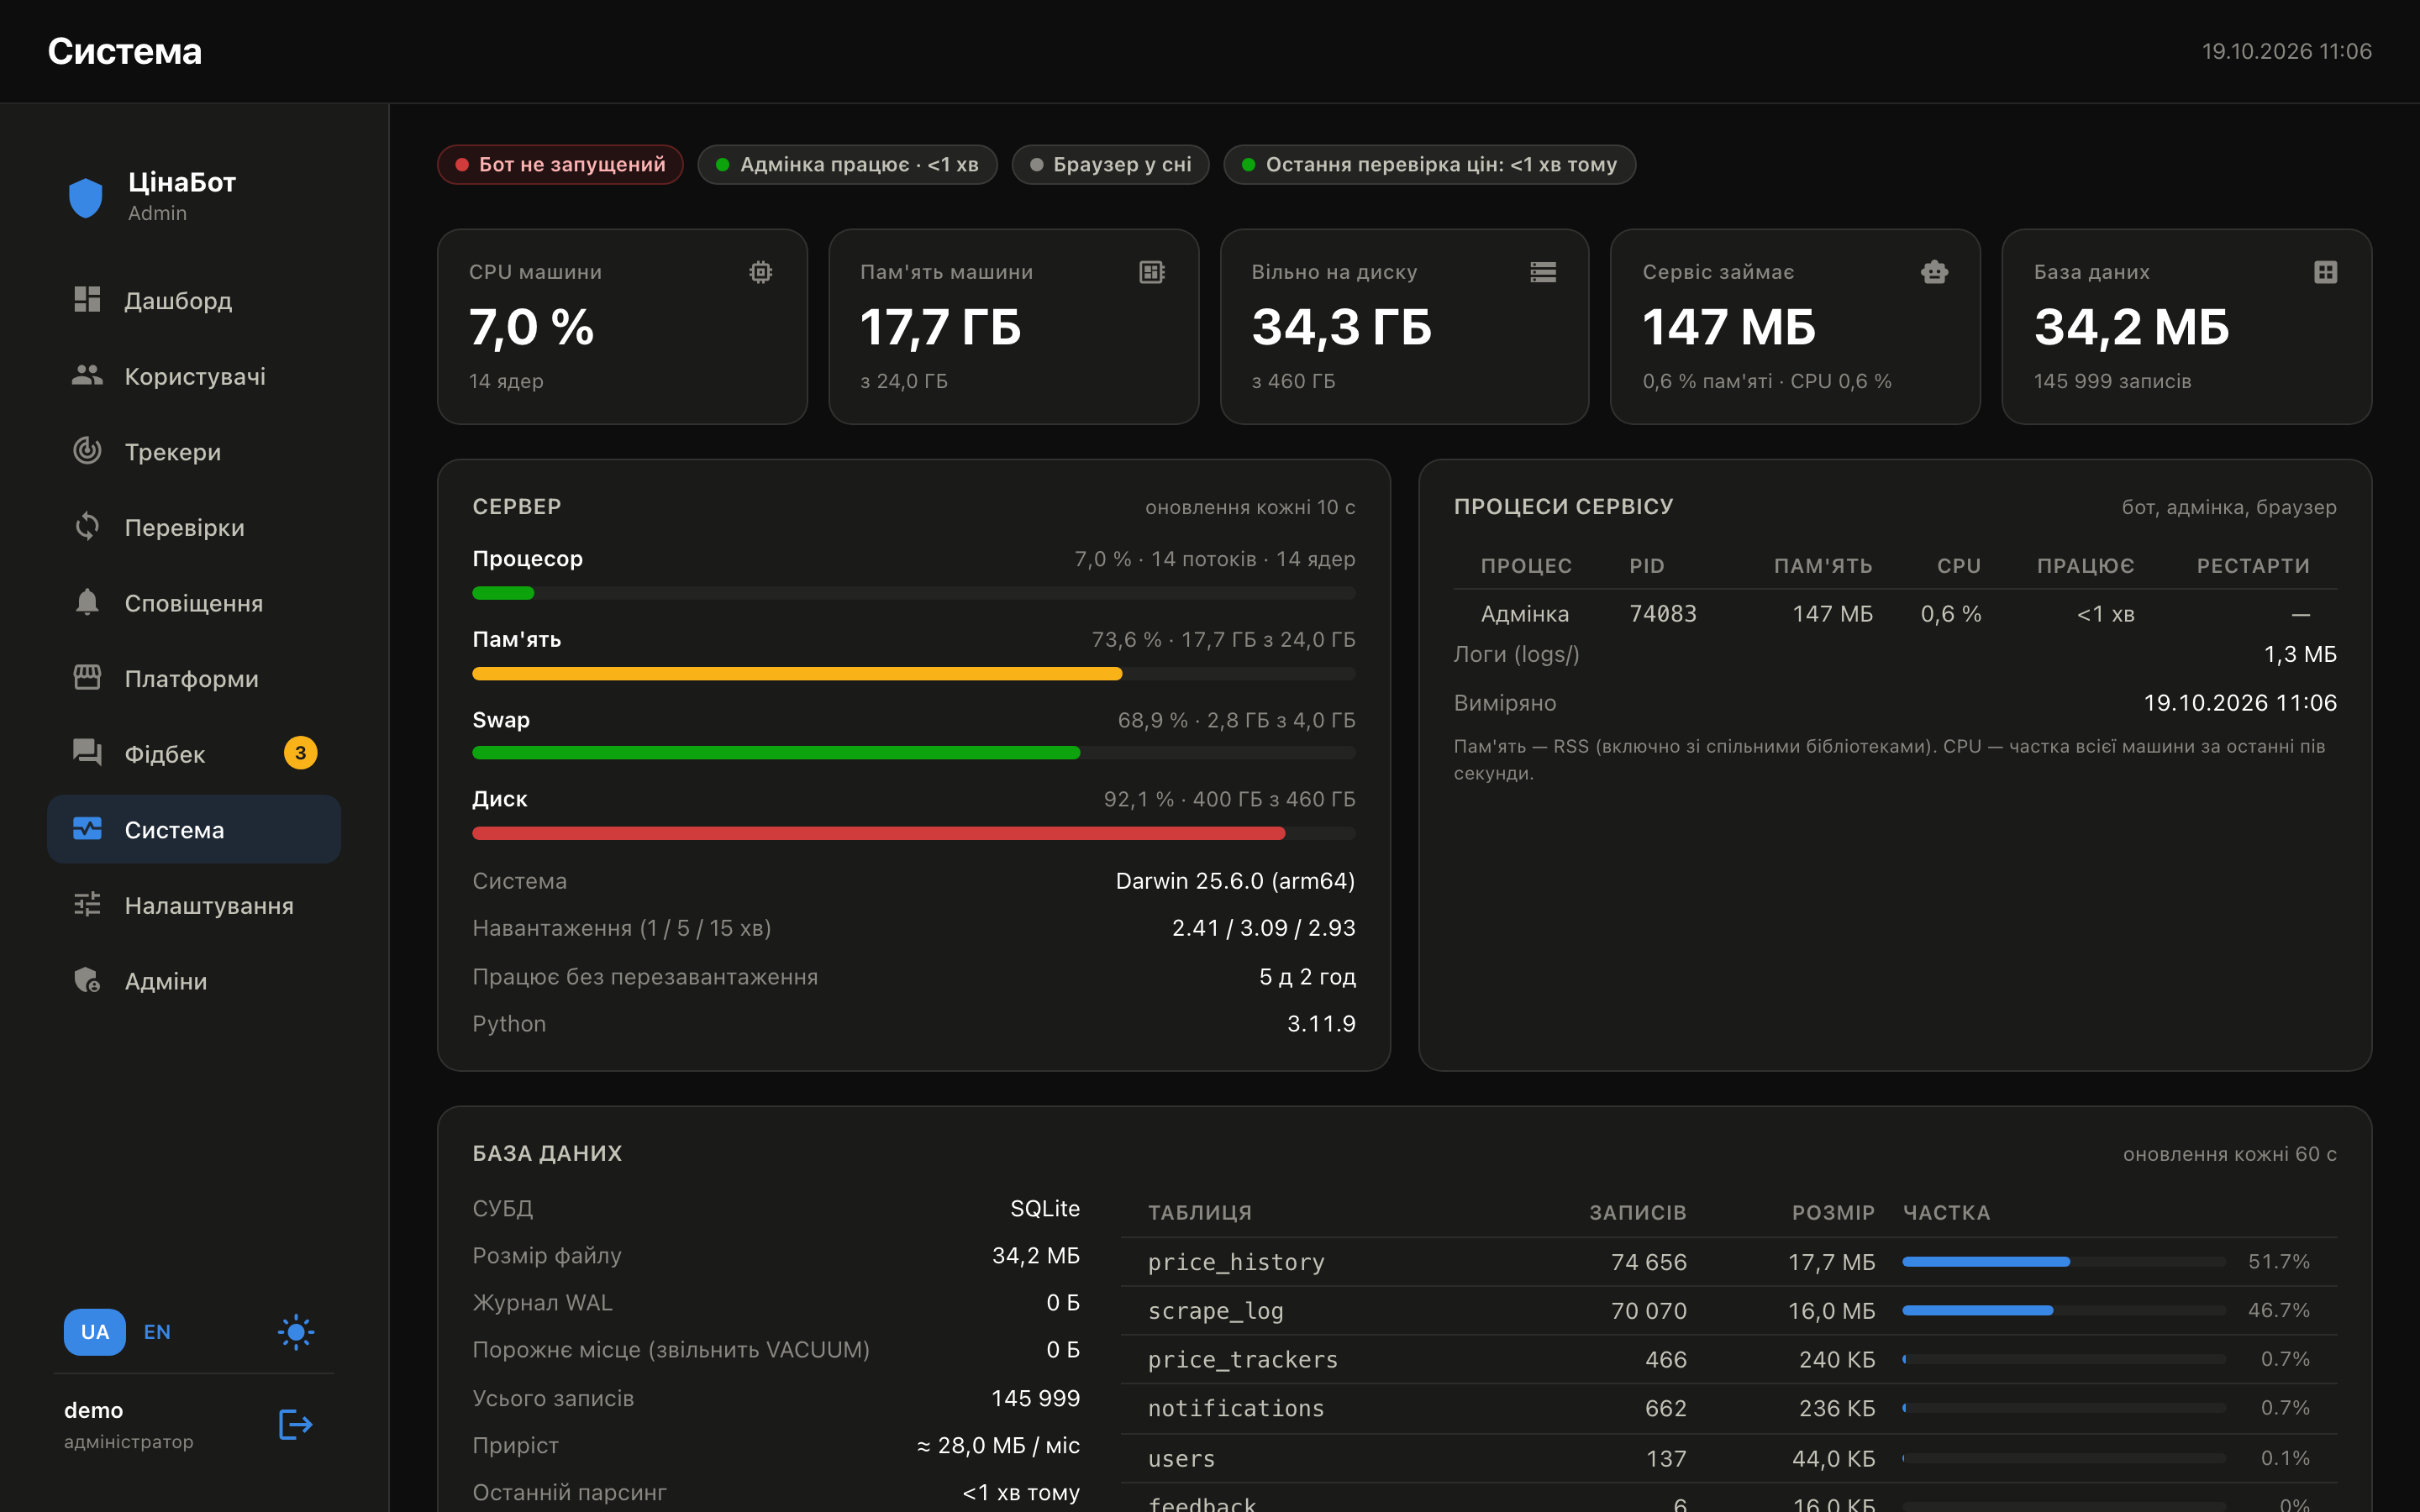 Система
19.10.2026 11:06
ЦінаБот
Admin
Дашборд
Користувачі
Трекери
Перевірки
Сповіщення
Платформи
Фідбек 3
Система
Налаштування
Адміни
UA EN
demo
адміністратор
Бот не запущений
Адмінка працює · <1 хв
Браузер у сні
Остання перевірка цін: <1 хв тому
CPU машини
7,0 %
14 ядер
Пам'ять машини
17,7 ГБ
з 24,0 ГБ
Вільно на диску
34,3 ГБ
з 460 ГБ
Сервіс займає
147 МБ
0,6 % пам'яті · CPU 0,6 %
База даних
34,2 МБ
145 999 записів
СЕРВЕР оновлення кожні 10 с
Процесор 7,0 % · 14 потоків · 14 ядер
Пам'ять 73,6 % · 17,7 ГБ з 24,0 ГБ
Swap 68,9 % · 2,8 ГБ з 4,0 ГБ
Диск 92,1 % · 400 ГБ з 460 ГБ
Система Darwin 25.6.0 (arm64)
Навантаження (1 / 5 / 15 хв) 2.41 / 3.09 / 2.93
Працює без перезавантаження 5 д 2 год
Python 3.11.9
ПРОЦЕСИ СЕРВІСУ бот, адмінка, браузер
ПРОЦЕС PID ПАМ'ЯТЬ CPU ПРАЦЮЄ РЕСТАРТИ
Адмінка 74083 147 МБ 0,6 % <1 хв —
Логи (logs/) 1,3 МБ
Виміряно 19.10.2026 11:06
Пам'ять — RSS (включно зі спільними бібліотеками). CPU — частка всієї машини за останні пів
секунди.
БАЗА ДАНИХ оновлення кожні 60 с
СУБД SQLite
Розмір файлу 34,2 МБ
Журнал WAL 0 Б
Порожнє місце (звільнить VACUUM) 0 Б
Усього записів 145 999
Приріст ≈ 28,0 МБ / міс
Останній парсинг <1 хв тому
ТАБЛИЦЯ ЗАПИСІВ РОЗМІР ЧАСТКА
price_history 74 656 17,7 МБ 51.7%
scrape_log 70 070 16,0 МБ 46.7%
price_trackers 466 240 КБ 0.7%
notifications 662 236 КБ 0.7%
users 137 44,0 КБ 0.1%
feedback 6 16,0 КБ 0%